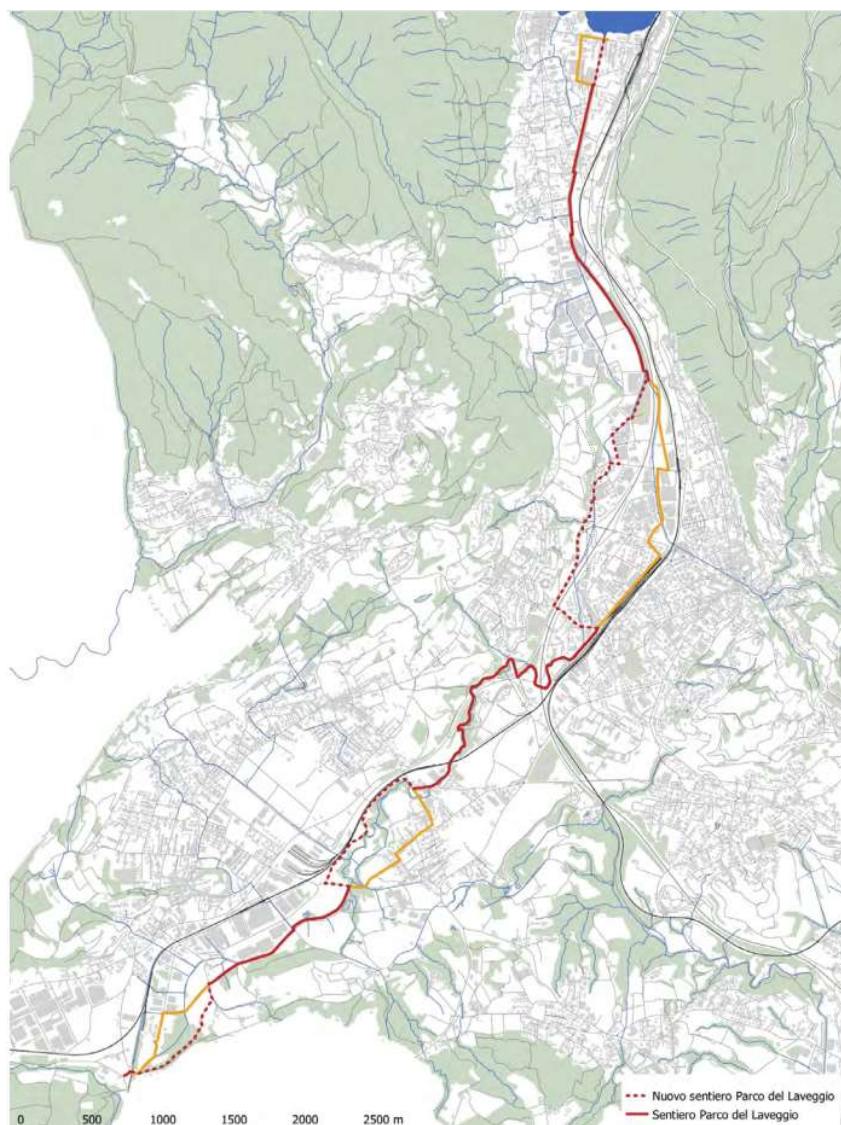 Nuovo sentiero Parco del Laveggio
Sentiero Parco del Laveggio
0 500 1000 1500 2000 2500 m